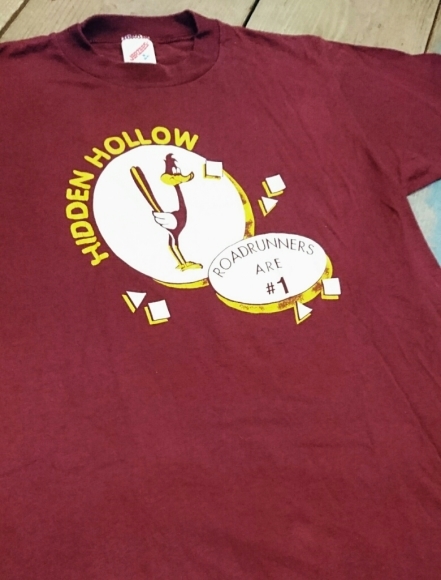 HIDDEN HOLLOW
ROADRUNNERS
ARE
#1